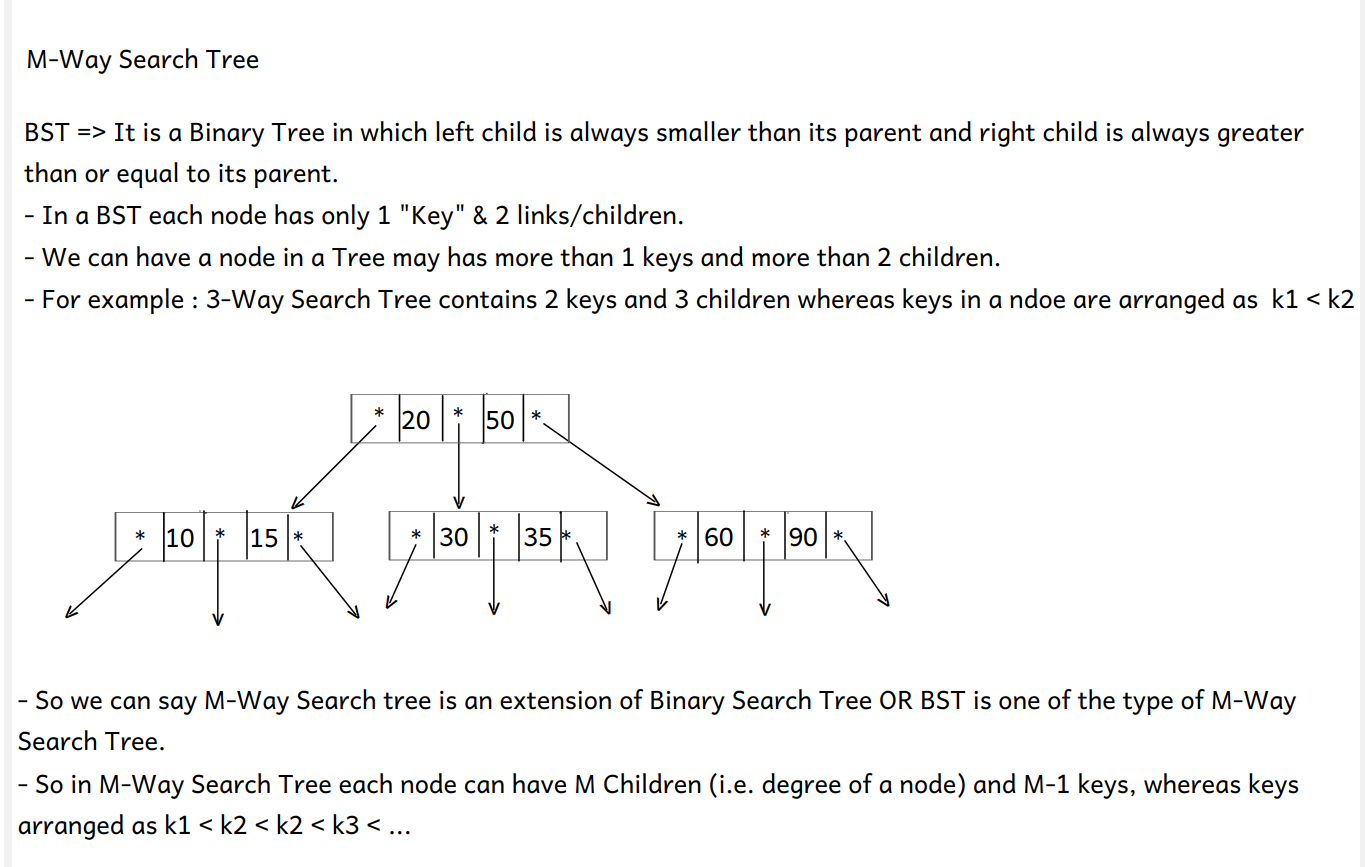 M-Way Search Tree
BST => It is a Binary Tree in which left child is always smaller than its parent and right child is always greater
than or equal to its parent.
- In a BST each node has only 1 "Key" & 2 links/children.
- We can have a node in a Tree may has more than 1 keys and more than 2 children.
- For example : 3-Way Search Tree contains 2 keys and 3 children whereas keys in a ndoe are arranged as k1 < k2
* 20 * 50 *
* 10 * 15 * * 30 * 35 * * 60 * 90 *
- So we can say M-Way Search tree is an extension of Binary Search Tree OR BST is one of the type of M-Way
Search Tree.
- So in M-Way Search Tree each node can have M Children (i.e. degree of a node) and M-1 keys, whereas keys
arranged as k1 < k2 < k2 < k3 < ...